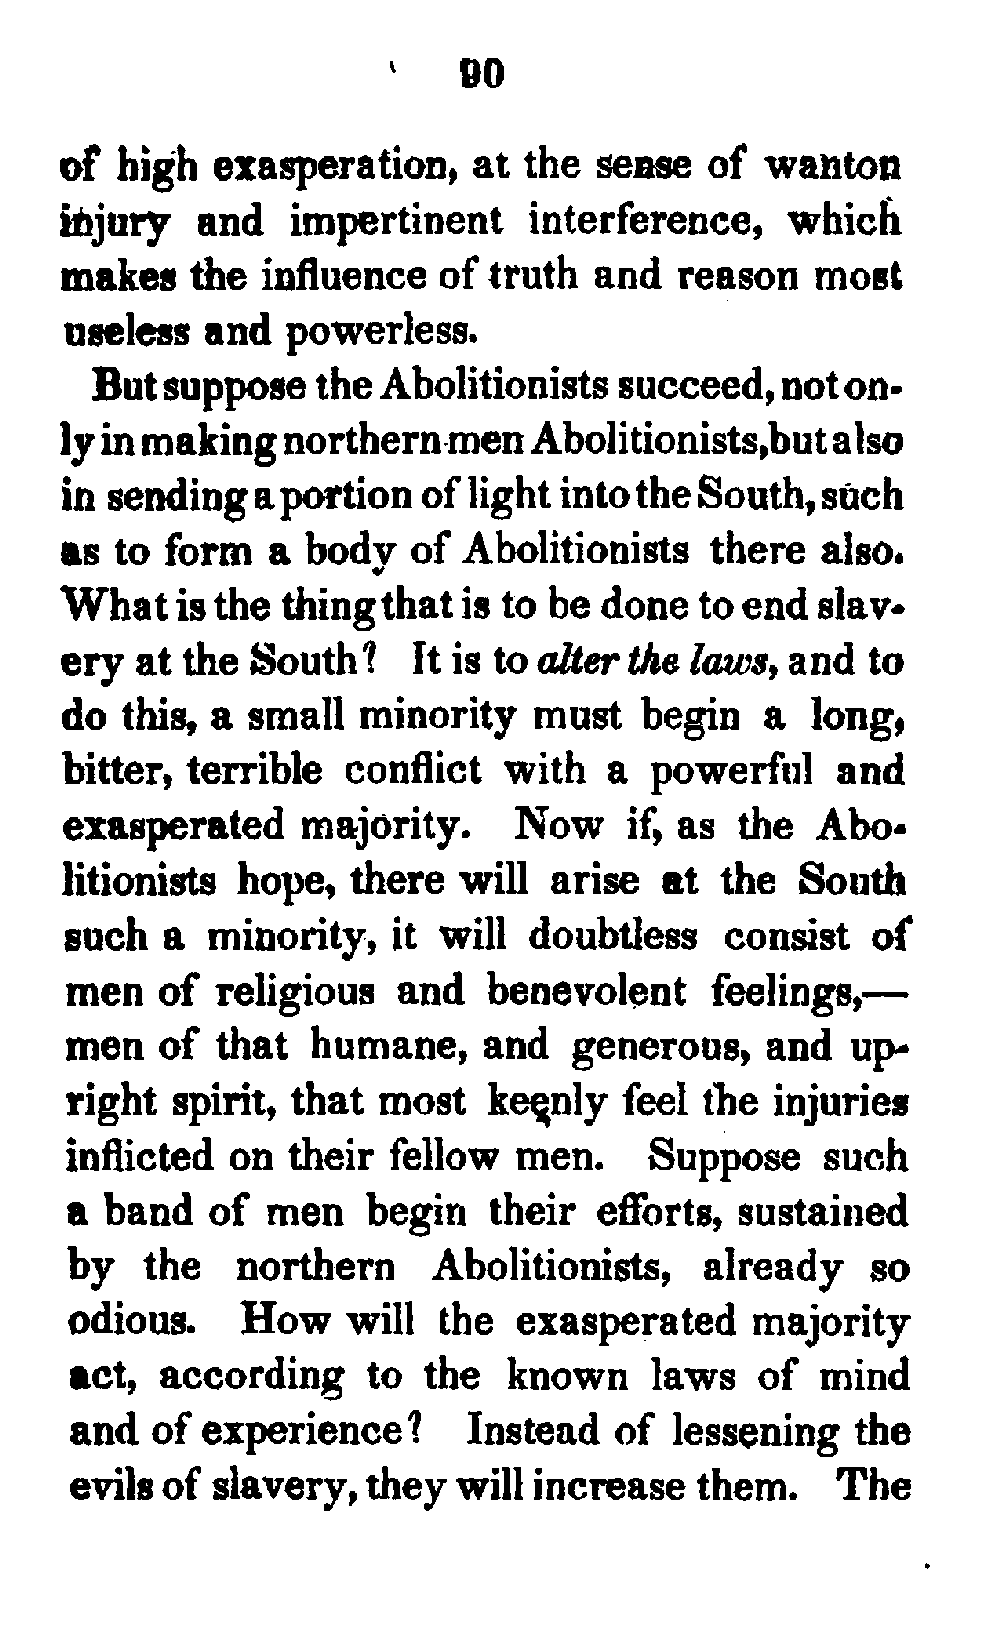 90
of high exasperation, at the sense of wanton
injury and impertinent interference, which
makes the influence of truth and reason most
useless and powerless.
But suppose the Abolitionists succeed, not on-
ly in making northern men Abolitionists, but also
in sending a portion of light into the South, such
as to form a body of Abolitionists there also.
What is the thing that is to be done to end slav-
ery at the South? It is to alter the laws, and to
do this, a small minority must begin a long,
bitter, terrible conflict with a powerful and
exasperated majority. Now if, as the Abo-
litionists hope, there will arise at the South
such a minority, it will doubtless consist of
men of religious and benevolent feelings,—
men of that humane, and generous, and up-
right spirit, that most keenly feel the injuries
inflicted on their fellow men. Suppose such
a band of men begin their efforts, sustained
by the northern Abolitionists, already so
odious. How will the exasperated majority
act, according to the known laws of mind
and of experience? Instead of lessening the
evils of slavery, they will increase them. The